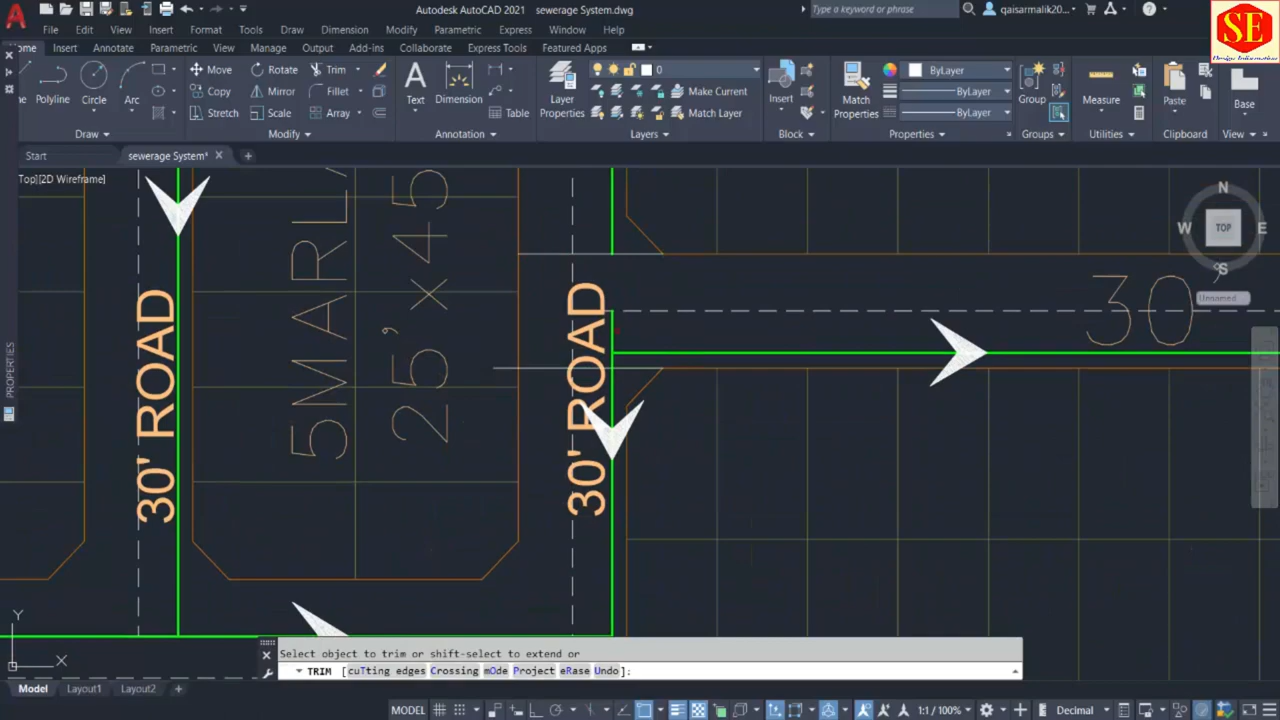 Autodesk AutoCAD 2021 sewerage System.dwg
Type a keyword or phrase
qaisarmalik20...
SE
Design Information
File Edit View Insert Format Tools Draw Dimension Modify Parametric Express Window Help
Home Insert Annotate Parametric View Manage Output Add-ins Collaborate Express Tools Featured Apps
Move Rotate Trim 0 ByLayer
Polyline Circle Arc Copy Mirror Fillet Text Dimension Layer Properties Make Current Insert Match Properties ByLayer Group Measure Paste Base
Stretch Scale Array Table Match Layer ByLayer
Draw Modify Annotation Layers Block Properties Groups Utilities Clipboard View
Start sewerage System*
Top][2D Wireframe]
N
W TOP E
S
Unnamed
30' ROAD
5MARLA
25'×45
30' ROAD
30'
PROPERTIES
Y
X
Select object to trim or shift-select to extend or
TRIM [cuTting edges Crossing mOde Project eRase Undo]:
Model Layout1 Layout2
MODEL 1:1 / 100% Decimal